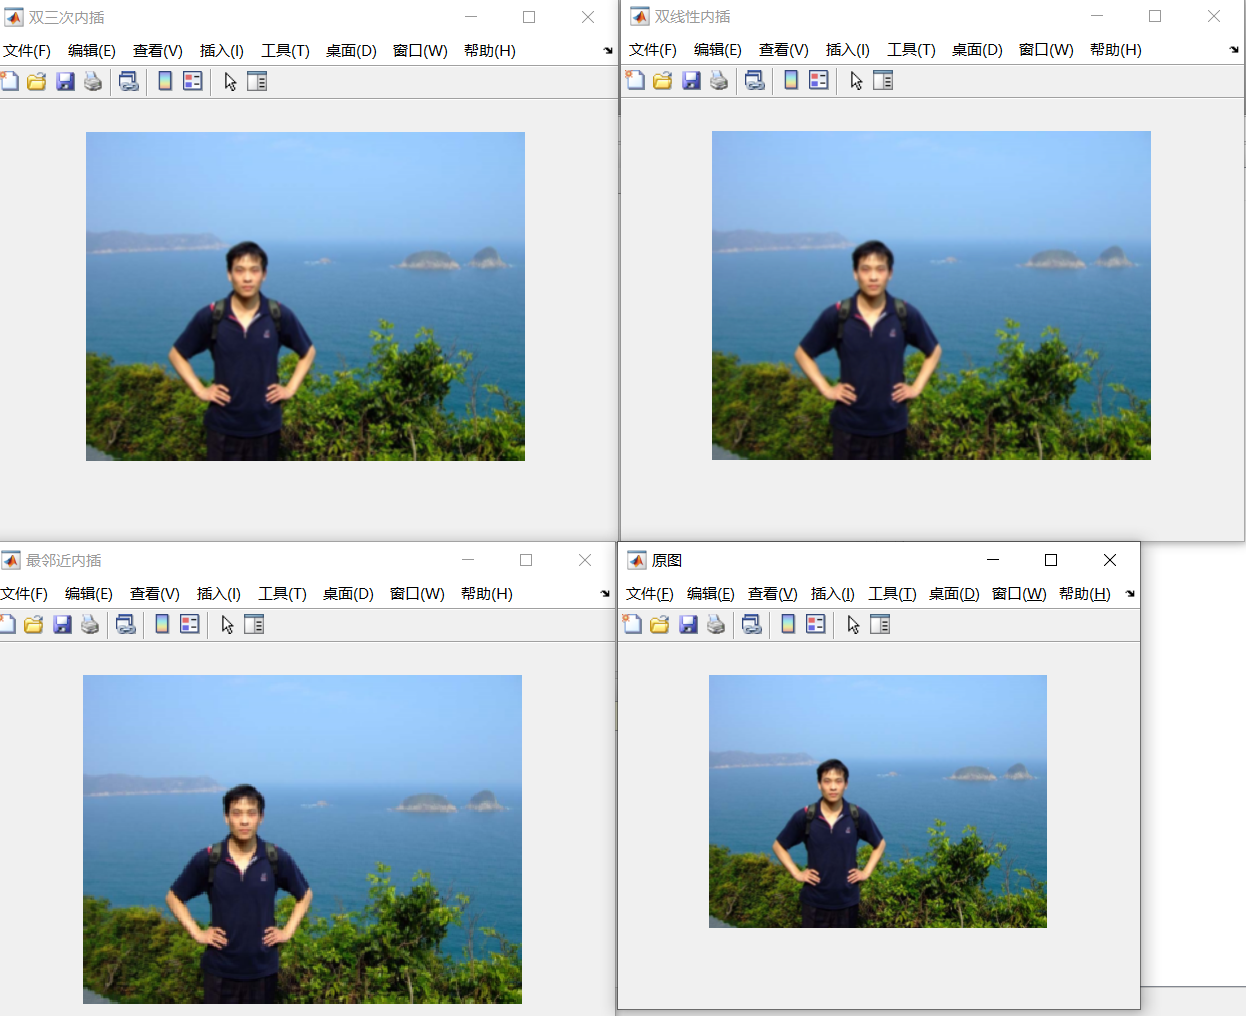 双三次内插
文件(F) 编辑(E) 查看(V) 插入(I) 工具(T) 桌面(D) 窗口(W) 帮助(H)
双线性内插
文件(F) 编辑(E) 查看(V) 插入(I) 工具(T) 桌面(D) 窗口(W) 帮助(H)
最邻近内插
文件(F) 编辑(E) 查看(V) 插入(I) 工具(T) 桌面(D) 窗口(W) 帮助(H)
原图
文件(F) 编辑(E) 查看(V) 插入(I) 工具(T) 桌面(D) 窗口(W) 帮助(H)